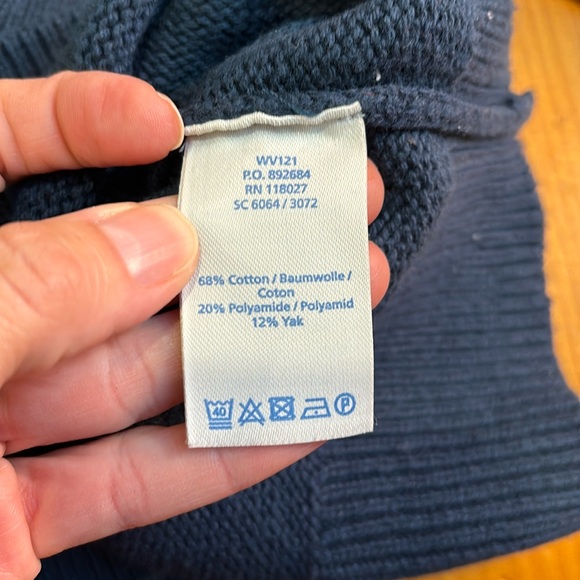 WV121
P.O. 892684
RN 118027
SC 6064 / 3072
68% Cotton / Baumwolle /
Coton
20% Polyamide / Polyamid
12% Yak
40 P